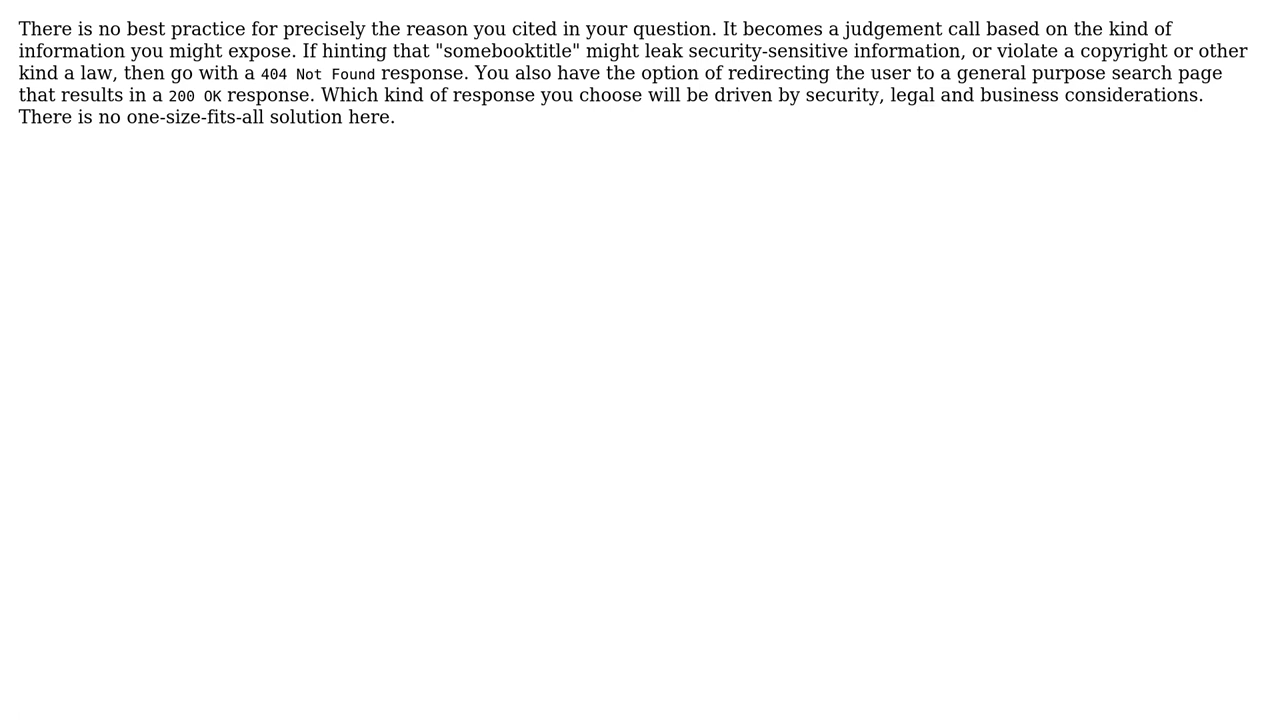 There is no best practice for precisely the reason you cited in your question. It becomes a judgement call based on the kind of
information you might expose. If hinting that "somebooktitle" might leak security-sensitive information, or violate a copyright or other
kind a law, then go with a 404 Not Found response. You also have the option of redirecting the user to a general purpose search page
that results in a 200 OK response. Which kind of response you choose will be driven by security, legal and business considerations.
There is no one-size-fits-all solution here.